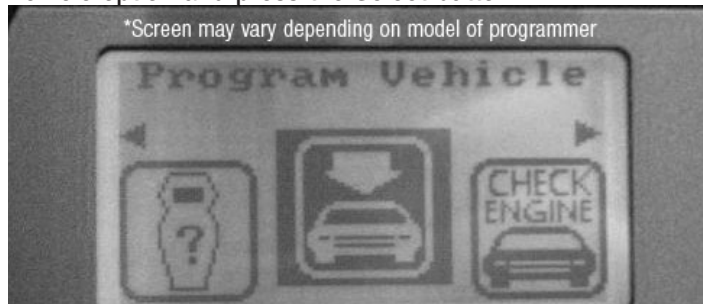 *Screen may vary depending on model of programmer
Program Vehicle
?
CHECK
ENGINE